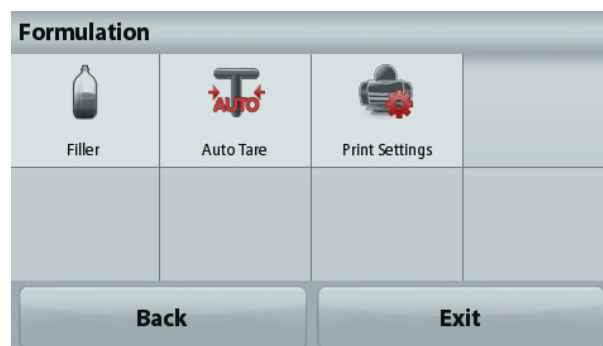 Formulation
AUTO
Filler
Auto Tare
Print Settings
Back
Exit